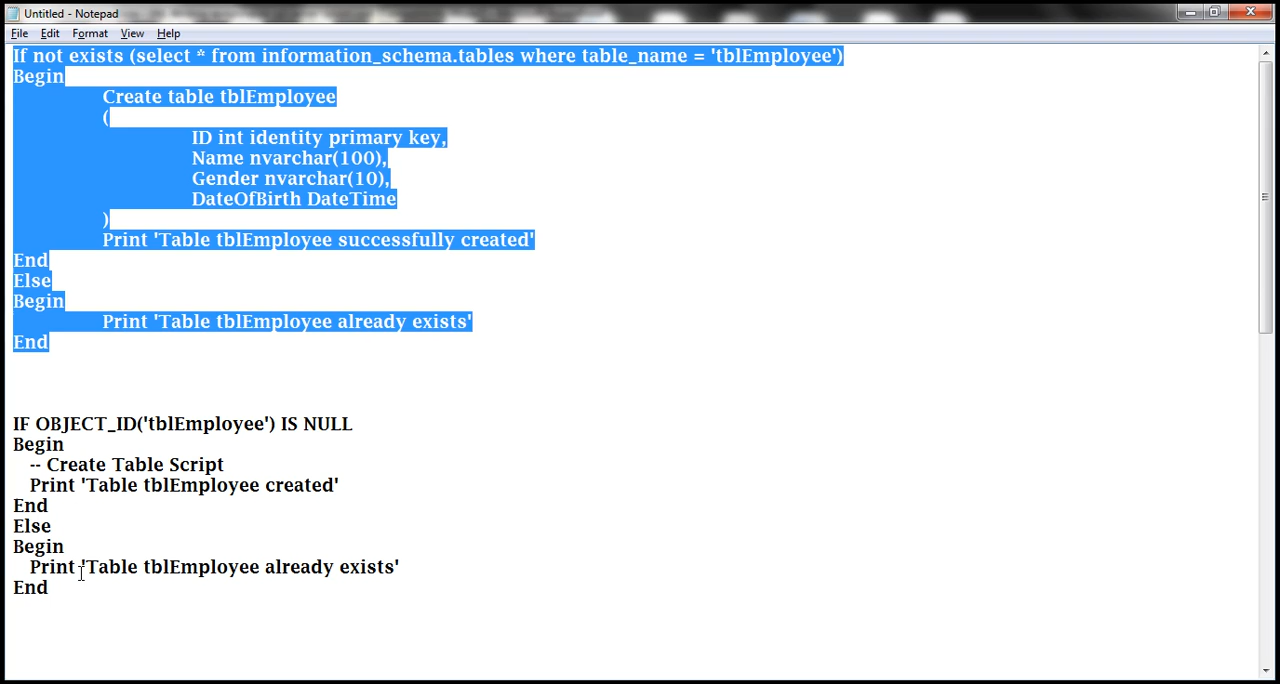 Untitled - Notepad
File Edit Format View Help
If not exists (select * from information_schema.tables where table_name = 'tblEmployee')
Begin
Create table tblEmployee
(
ID int identity primary key,
Name nvarchar(100),
Gender nvarchar(10),
DateOfBirth DateTime
)
Print 'Table tblEmployee successfully created'
End
Else
Begin
Print 'Table tblEmployee already exists'
End
IF OBJECT_ID('tblEmployee') IS NULL
Begin
-- Create Table Script
Print 'Table tblEmployee created'
End
Else
Begin
Print 'Table tblEmployee already exists'
End